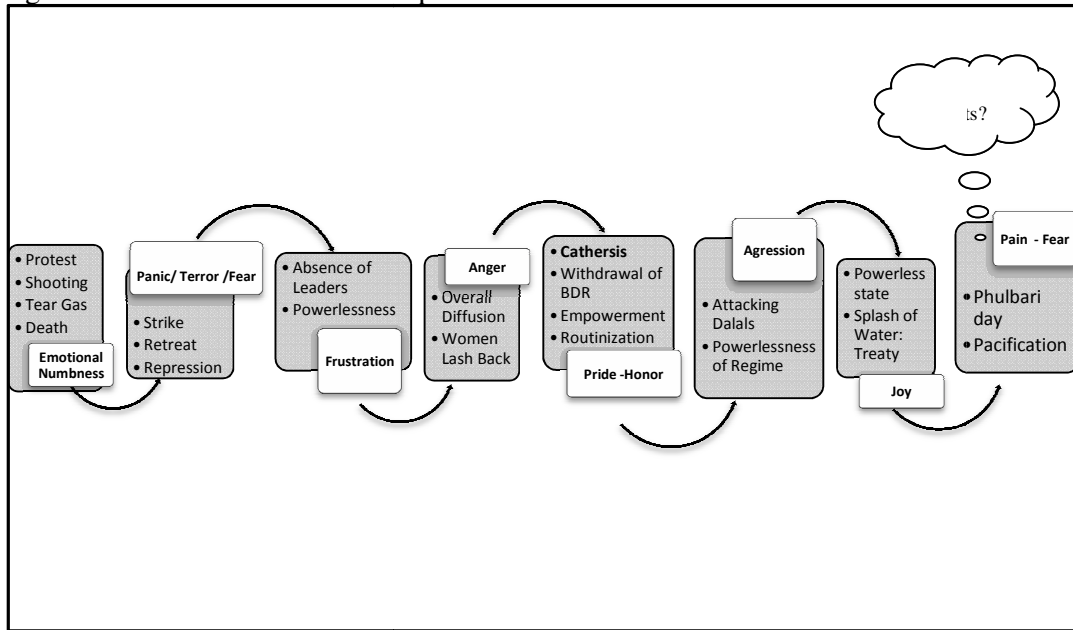 • Protest
• Shooting
• Tear Gas
• Death
Emotional
Numbness
Panic/ Terror /Fear
• Strike
• Retreat
• Repression
• Absence of
Leaders
• Powerlessness
Frustration
Anger
• Overall
Diffusion
• Women
Lash Back
• Cathersis
• Withdrawal of
BDR
• Empowerment
• Routinization
Pride -Honor
Agression
• Attacking
Dalals
• Powerlessness
of Regime
• Powerless
state
• Splash of
Water:
Treaty
Joy
Pain - Fear
• Phulbari
day
• Pacification